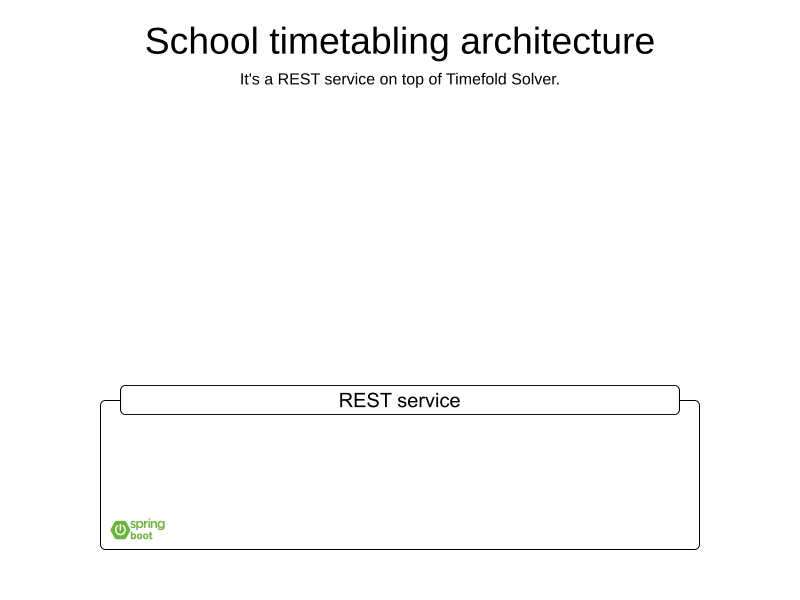 School timetabling architecture
It's a REST service on top of Timefold Solver.
REST service
spring
boot